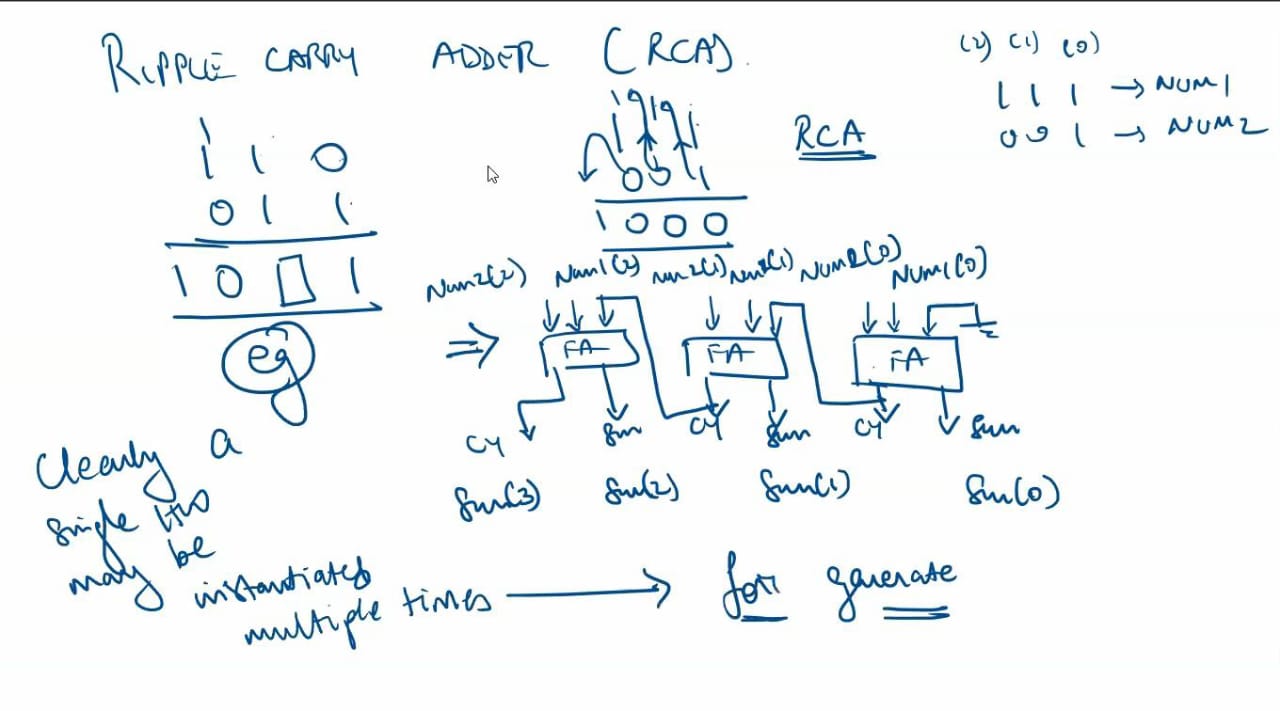 RIPPLE CARRY ADDER (RCA).
(2) (1) (0)
1 1 1 → NUM1
0 0 1 → NUM2
1
1 1 0
0 1 1
1 0 1
eg
1 1 1
1 1 1
0 0 1
1 0 0 0
RCA
Num2(2) Num1(2) Num2(1) Num1(1) NUM2(0) NUM1(0)
⇒ FA FA FA
CY Sum CY Sum CY Sum
Sum(3) Sum(2) Sum(1) Sum(0)
Clearly a
single HW
may be
instantiated
multiple times → for generate